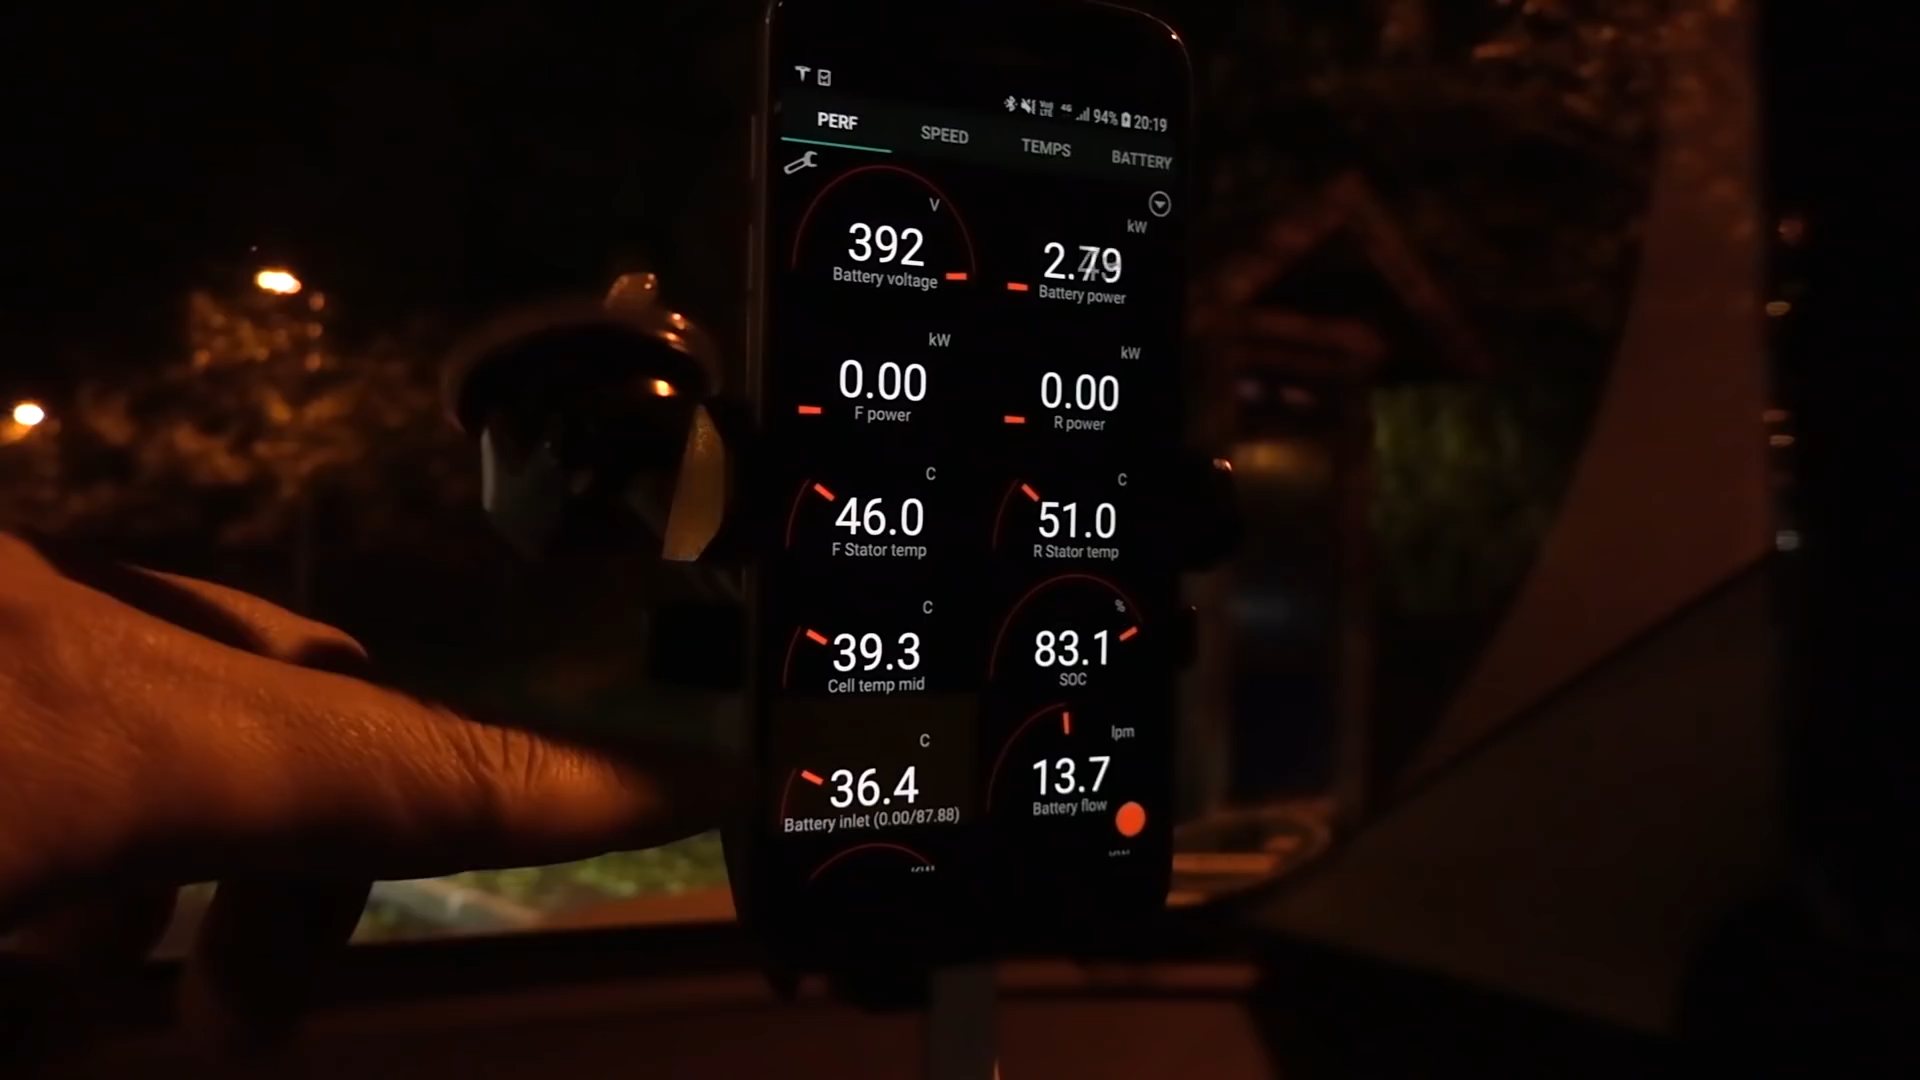 94% 20:19
PERF SPEED TEMPS BATTERY
V
392
Battery voltage
kW
Battery power
kW
0.00
F power
kW
0.00
R power
C
46.0
F Stator temp
C
51.0
R Stator temp
C
39.3
Cell temp mid
%
83.1
SOC
C
36.4
Battery inlet (0.00/87.88)
lpm
13.7
Battery flow